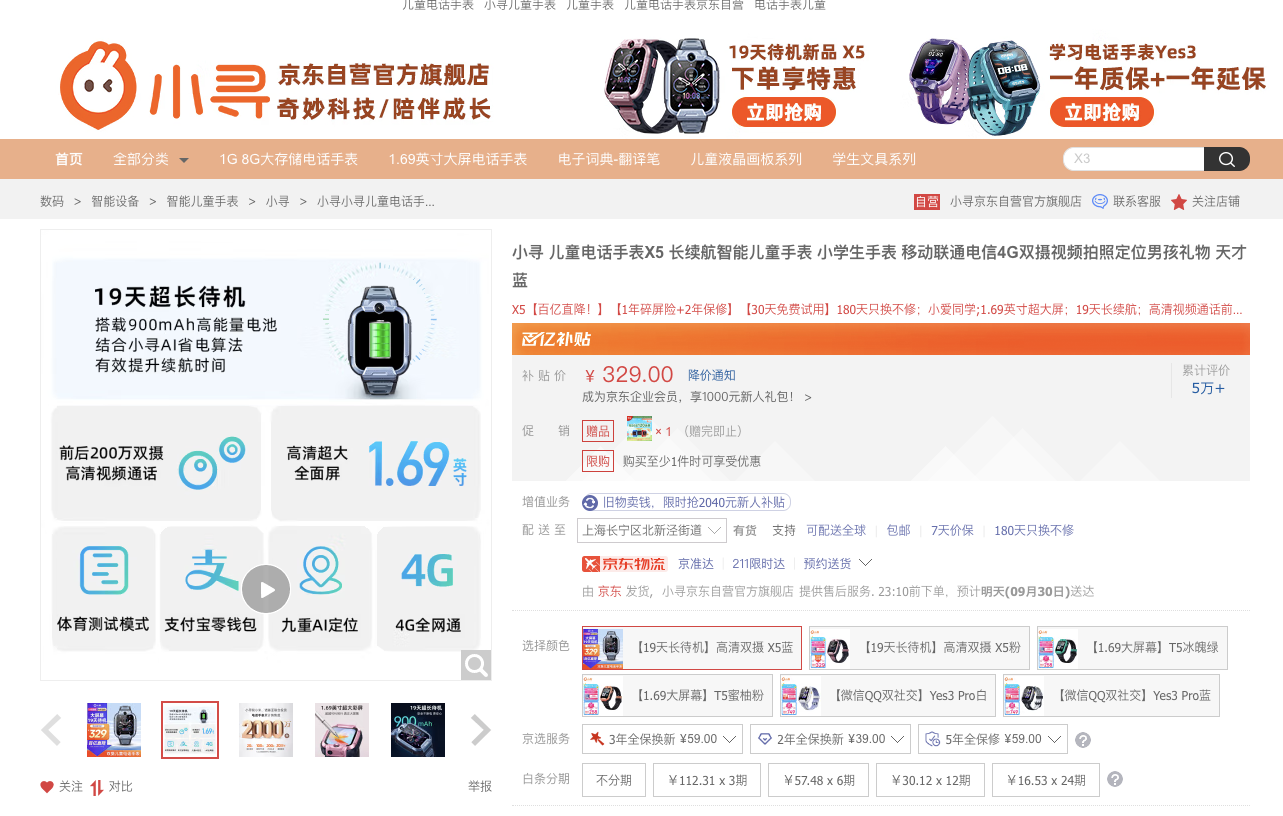 儿童电话手表 小寻儿童手表 儿童手表 儿童电话手表京东自营 电话手表儿童
小寻
京东自营官方旗舰店
奇妙科技/陪伴成长
19天待机新品 X5
下单享特惠
立即抢购
08:08
学习电话手表Yes3
一年质保+一年延保
立即抢购
首页 全部分类 1G 8G大存储电话手表 1.69英寸大屏电话手表 电子词典-翻译笔 儿童液晶画板系列 学生文具系列
X3
数码 > 智能设备 > 智能儿童手表 > 小寻 > 小寻小寻儿童电话手...
自营 小寻京东自营官方旗舰店 联系客服 关注店铺
19天超长待机
搭载900mAh高能量电池
结合小寻AI省电算法
有效提升续航时间
前后200万双摄
高清视频通话
高清超大
全面屏
1.69英寸
体育测试模式
支
支付宝零钱包
九重AI定位
4G
4G全网通
关注 对比 举报
小寻 儿童电话手表X5 长续航智能儿童手表 小学生手表 移动联通电信4G双摄视频拍照定位男孩礼物 天才
蓝
X5【百亿直降！】【1年碎屏险+2年保修】【30天免费试用】180天只换不修；小爱同学;1.69英寸超大屏；19天长续航；高清视频通话前...
百亿补贴
补贴价 ￥ 329.00 降价通知
累计评价
5万+
成为京东企业会员，享1000元新人礼包！ >
促销 赠品 × 1 （赠完即止）
限购 购买至少1件时可享受优惠
增值业务 旧物卖钱，限时抢2040元新人补贴
配送至 上海长宁区北新泾街道 有货 支持 可配送全球 包邮 7天价保 180天只换不修
京东物流 京准达 211限时达 预约送货
由 京东 发货，小寻京东自营官方旗舰店 提供售后服务. 23:10前下单，预计明天(09月30日)送达
选择颜色 【19天长待机】高清双摄 X5蓝 【19天长待机】高清双摄 X5粉 【1.69大屏幕】T5冰魄绿
【1.69大屏幕】T5蜜柚粉 【微信QQ双社交】Yes3 Pro白 【微信QQ双社交】Yes3 Pro蓝
京选服务 3年全保换新 ¥59.00 2年全保换新 ¥39.00 5年全保修 ¥59.00
白条分期 不分期 ￥112.31 x 3期 ￥57.48 x 6期 ￥30.12 x 12期 ￥16.53 x 24期